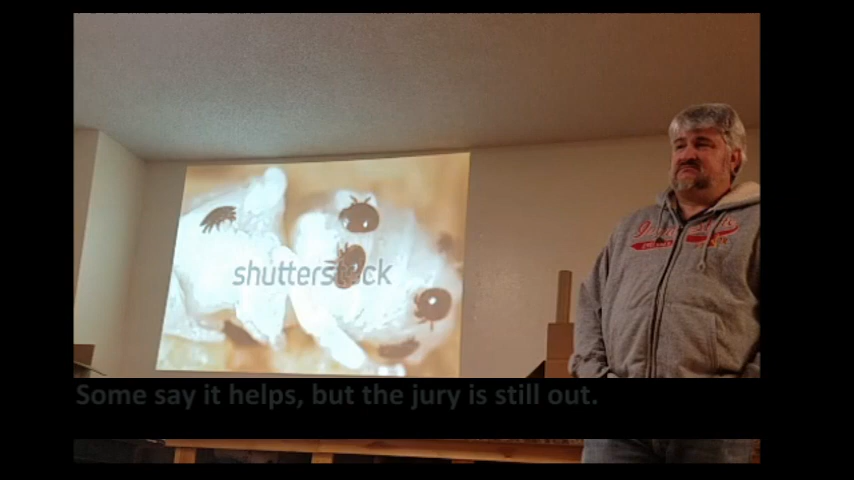 shutterstock
Some say it helps, but the jury is still out.